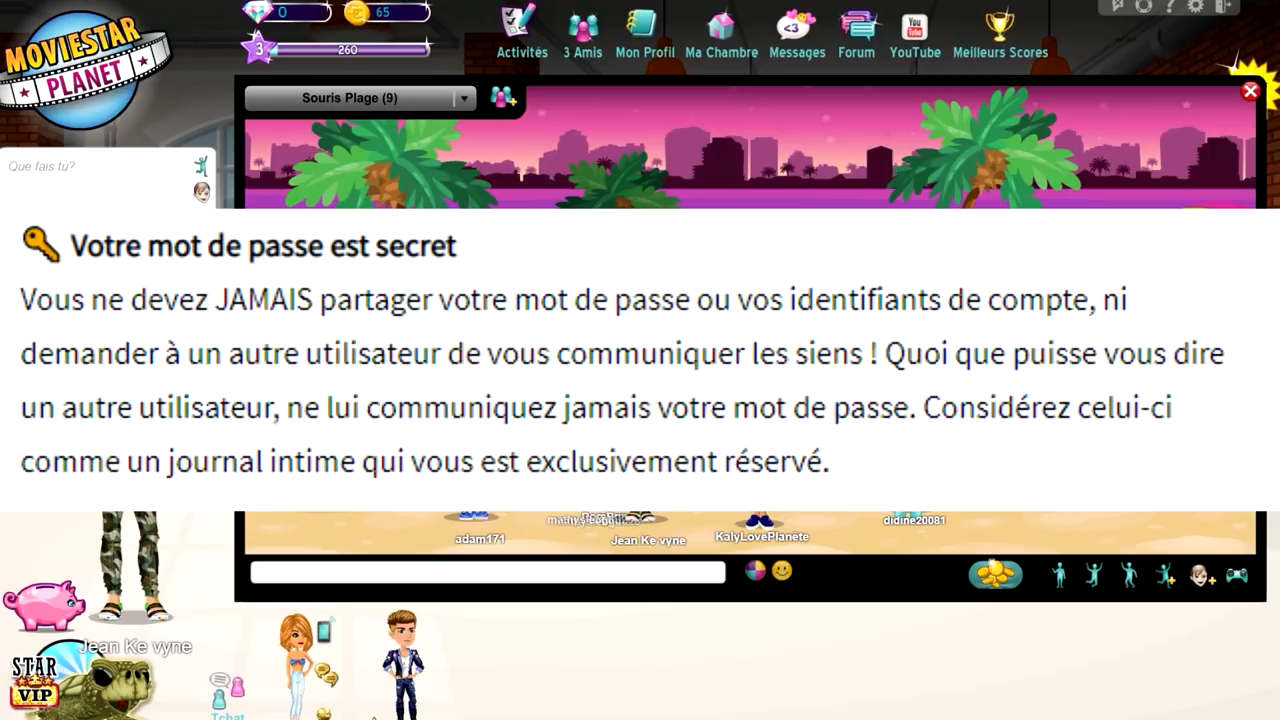 MOVIESTAR
PLANET
0
65
3
260
Activités
3 Amis
Mon Profil
Ma Chambre
<3
Messages
Forum
You
Tube
YouTube
Meilleurs Scores
Souris Plage (9)
Que fais tu?
Votre mot de passe est secret
Vous ne devez JAMAIS partager votre mot de passe ou vos identifiants de compte, ni
demander à un autre utilisateur de vous communiquer les siens ! Quoi que puisse vous dire
un autre utilisateur, ne lui communiquez jamais votre mot de passe. Considérez celui-ci
comme un journal intime qui vous est exclusivement réservé.
adam171
Jean Ke vyne
KalyLovePlanete
didine20081
Jean Ke vyne
STAR
VIP
Tchat